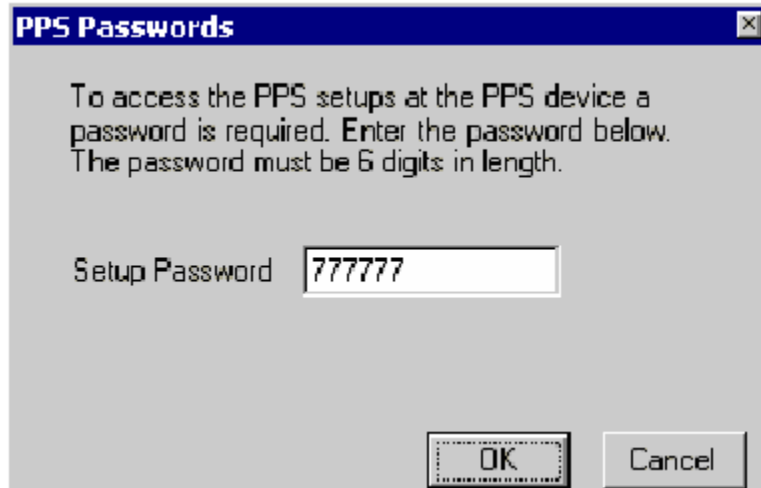 PPS Passwords
To access the PPS setups at the PPS device a
password is required. Enter the password below.
The password must be 6 digits in length.
Setup Password 777777
OK Cancel